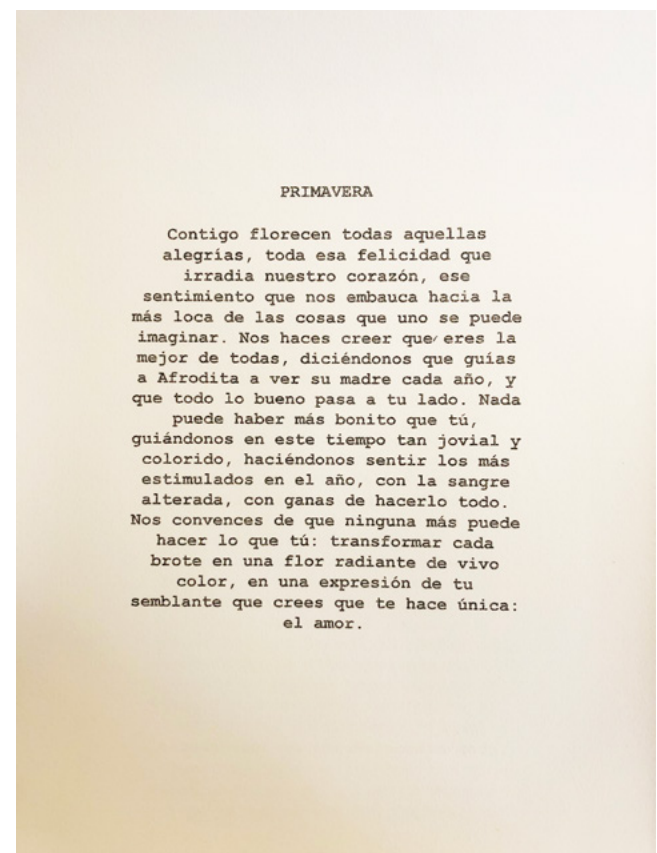 PRIMAVERA
Contigo florecen todas aquellas
alegrías, toda esa felicidad que
irradia nuestro corazón, ese
sentimiento que nos embauca hacia la
más loca de las cosas que uno se puede
imaginar. Nos haces creer que eres la
mejor de todas, diciéndonos que guías
a Afrodita a ver su madre cada año, y
que todo lo bueno pasa a tu lado. Nada
puede haber más bonito que tú,
guiándonos en este tiempo tan jovial y
colorido, haciéndonos sentir los más
estimulados en el año, con la sangre
alterada, con ganas de hacerlo todo.
Nos convences de que ninguna más puede
hacer lo que tú: transformar cada
brote en una flor radiante de vivo
color, en una expresión de tu
semblante que crees que te hace única:
el amor.